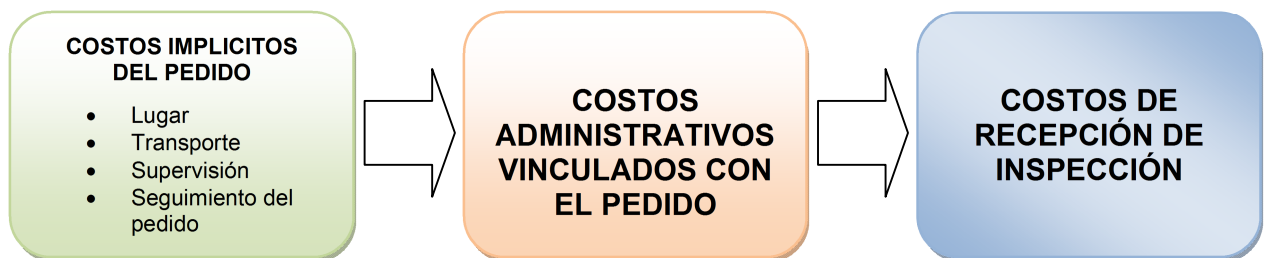 COSTOS IMPLICITOS
DEL PEDIDO
• Lugar
• Transporte
• Supervisión
• Seguimiento del
pedido
COSTOS
ADMINISTRATIVOS
VINCULADOS CON
EL PEDIDO
COSTOS DE
RECEPCIÓN DE
INSPECCIÓN